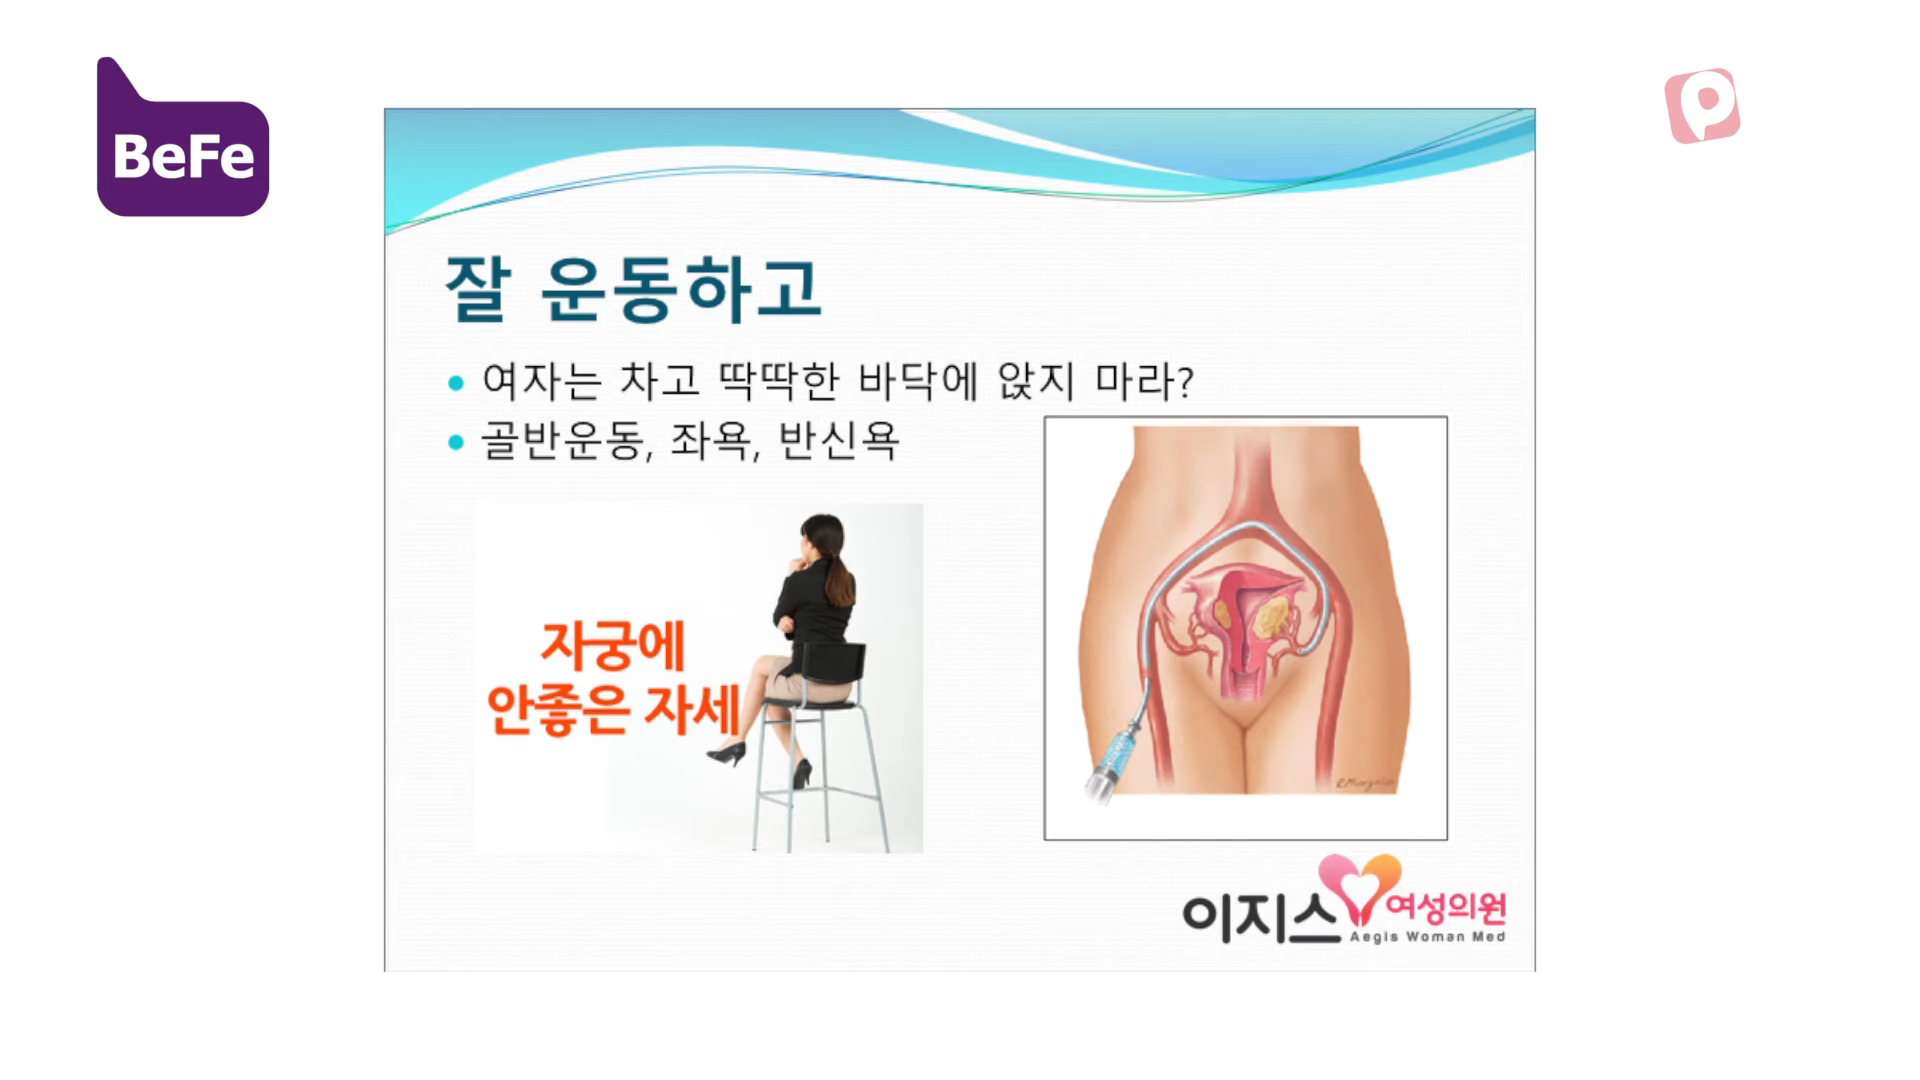 BeFe
잘 운동하고
여자는 차고 딱딱한 바닥에 앉지 마라?
골반운동, 좌욕, 반신욕
자궁에
안좋은 자세
이지스 여성의원
Aegis Woman Med